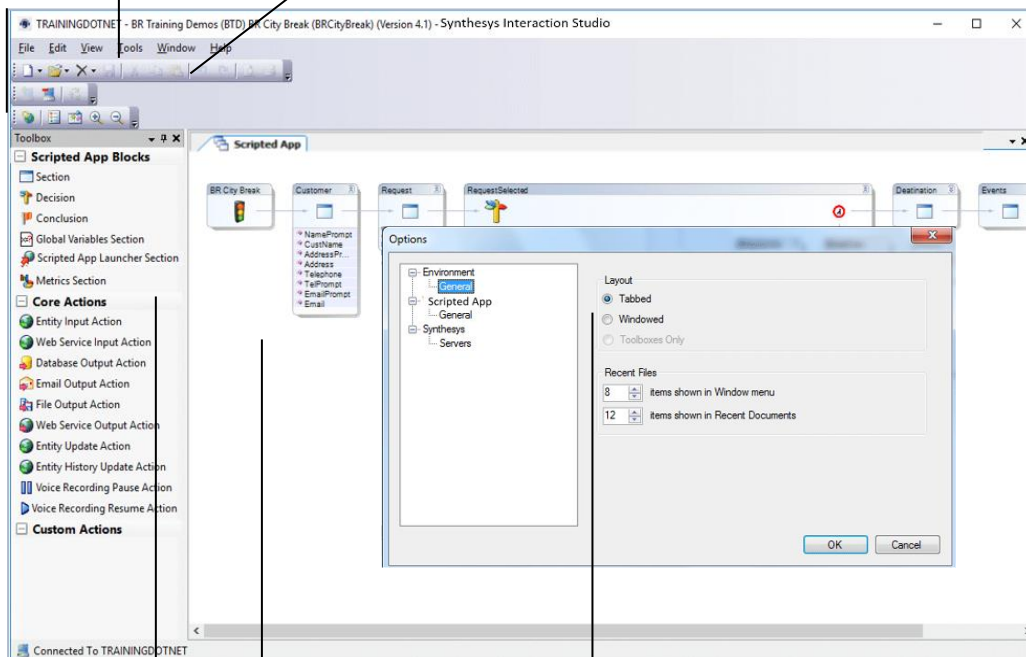 TRAININGDOTNET - BR Training Demos (BTD) BR City Break (BRCityBreak) (Version 4.1) - Synthesys Interaction Studio
File Edit View Tools Window Help
Toolbox
Scripted App Blocks
Section
Decision
Conclusion
Global Variables Section
Scripted App Launcher Section
Metrics Section
Core Actions
Entity Input Action
Web Service Input Action
Database Output Action
Email Output Action
File Output Action
Web Service Output Action
Entity Update Action
Entity History Update Action
Voice Recording Pause Action
Voice Recording Resume Action
Custom Actions
Scripted App
BR City Break
Customer
NamePrompt
CustName
AddressPr...
Address
Telephone
TelPrompt
EmailPrompt
Email
Request
RequestSelected
Destination
Events
Options
Environment
General
Scripted App
General
Synthesys
Servers
Layout
Tabbed
Windowed
Toolboxes Only
Recent Files
8 items shown in Window menu
12 items shown in Recent Documents
OK Cancel
Connected To TRAININGDOTNET